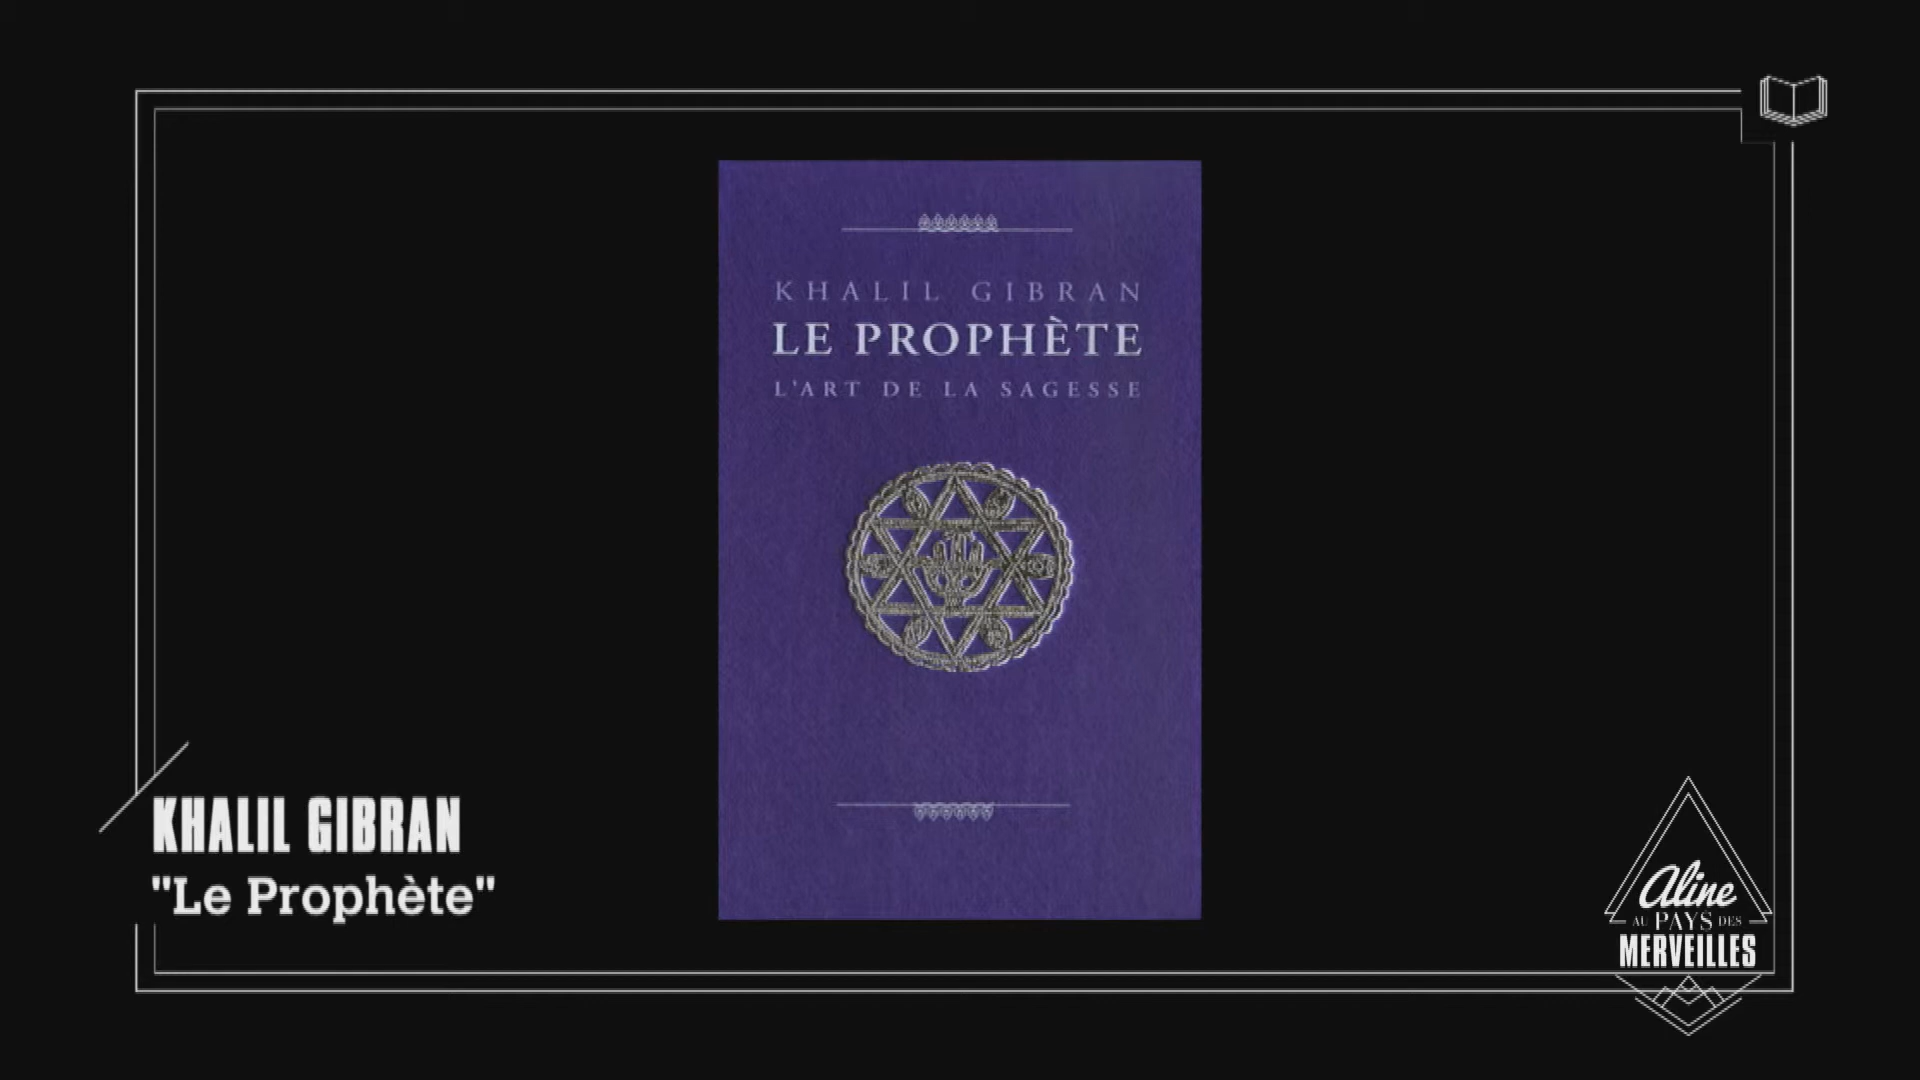 KHALIL GIBRAN
LE PROPHÈTE
L'ART DE LA SAGESSE
KHALIL GIBRAN
"Le Prophète"
Aline
AU PAYS DES
MERVEILLES